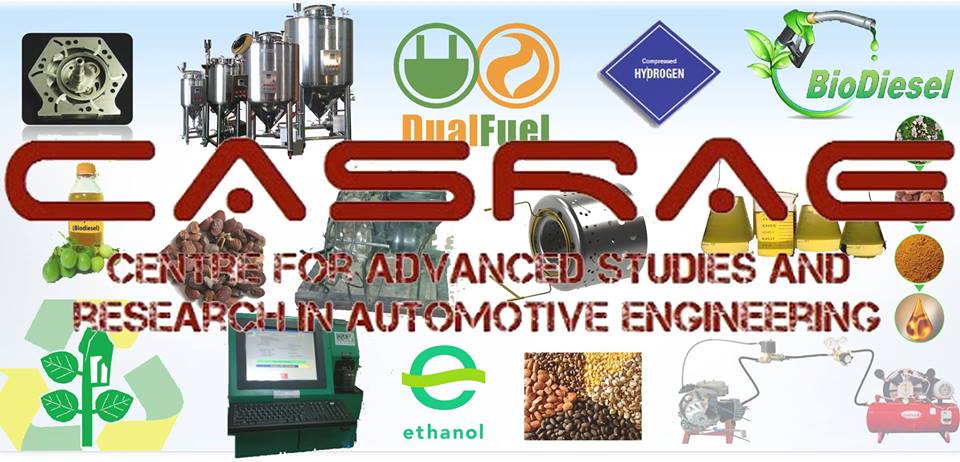 Compressed
HYDROGEN
BioDiesel
DualFuel
CASRAE
(Biodiesel)
CENTRE FOR ADVANCED STUDIES AND
RESEARCH IN AUTOMOTIVE ENGINEERING
ethanol